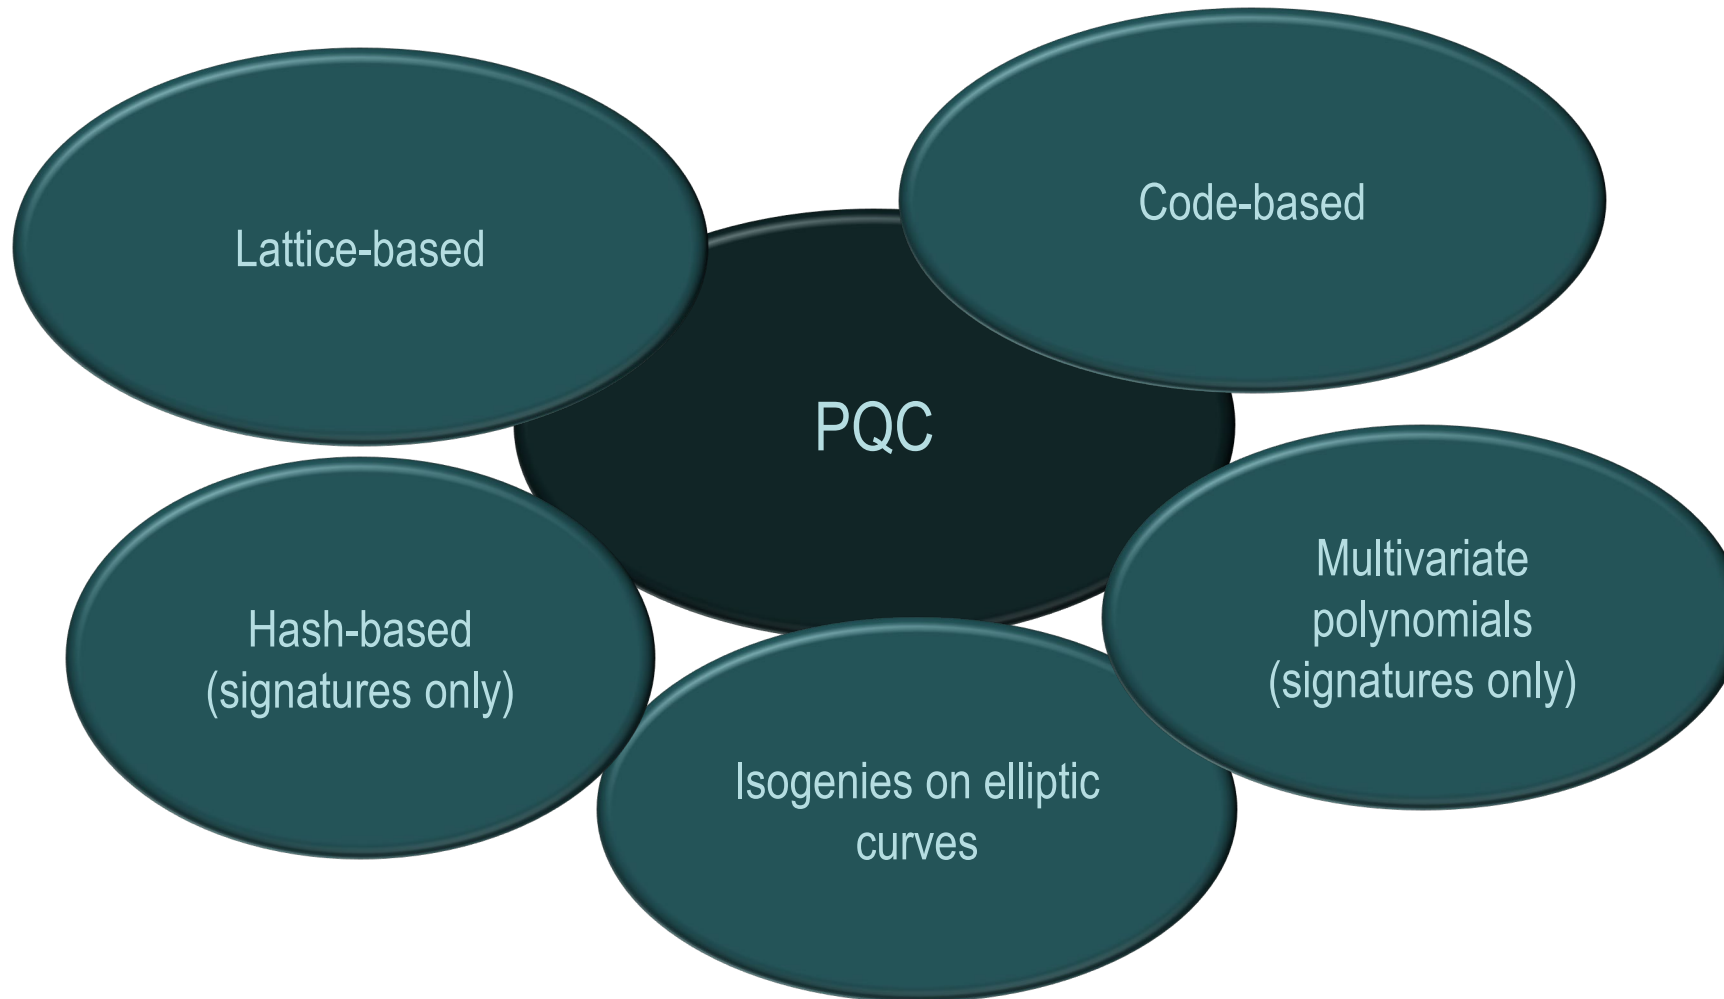 Lattice-based
Code-based
PQC
Hash-based
(signatures only)
Multivariate
polynomials
(signatures only)
Isogenies on elliptic
curves